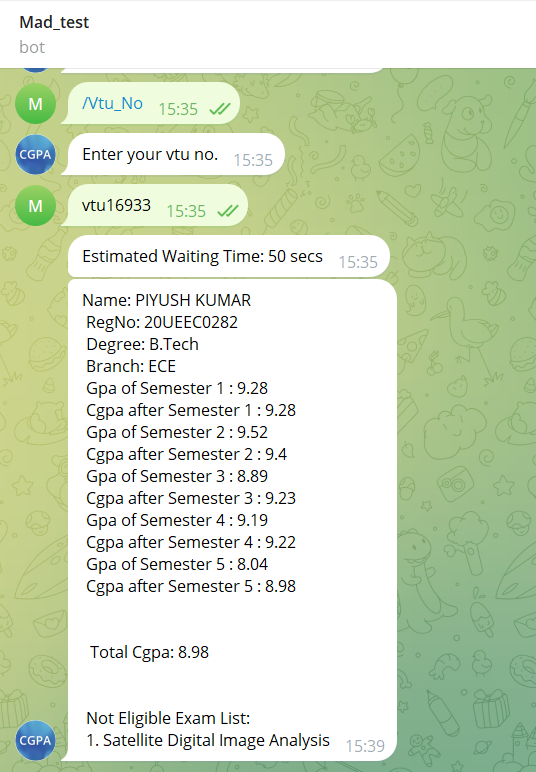 Mad_test
bot
M
/Vtu_No 15:35
CGPA
Enter your vtu no. 15:35
M
vtu16933 15:35
Estimated Waiting Time: 50 secs 15:35
Name: PIYUSH KUMAR
RegNo: 20UEEC0282
Degree: B.Tech
Branch: ECE
Gpa of Semester 1 : 9.28
Cgpa after Semester 1 : 9.28
Gpa of Semester 2 : 9.52
Cgpa after Semester 2 : 9.4
Gpa of Semester 3 : 8.89
Cgpa after Semester 3 : 9.23
Gpa of Semester 4 : 9.19
Cgpa after Semester 4 : 9.22
Gpa of Semester 5 : 8.04
Cgpa after Semester 5 : 8.98
Total Cgpa: 8.98
Not Eligible Exam List:
1. Satellite Digital Image Analysis 15:39
CGPA